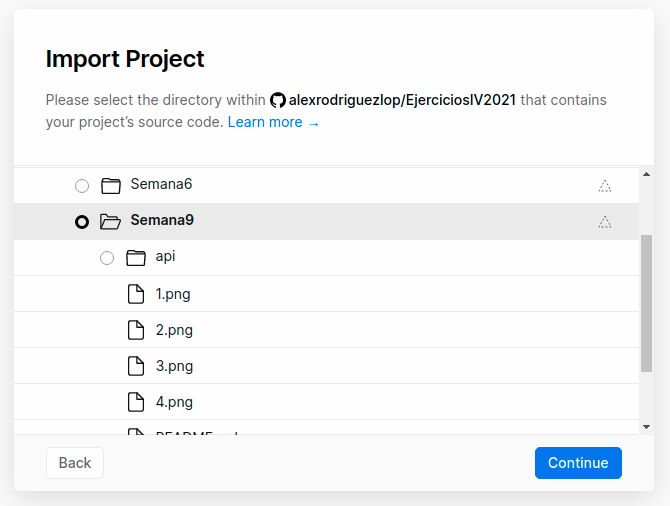 Import Project
Please select the directory within alexrodriguezlop/EjerciciosIV2021 that contains
your project's source code. Learn more →
Semana6
Semana9
api
1.png
2.png
3.png
4.png
Back
Continue